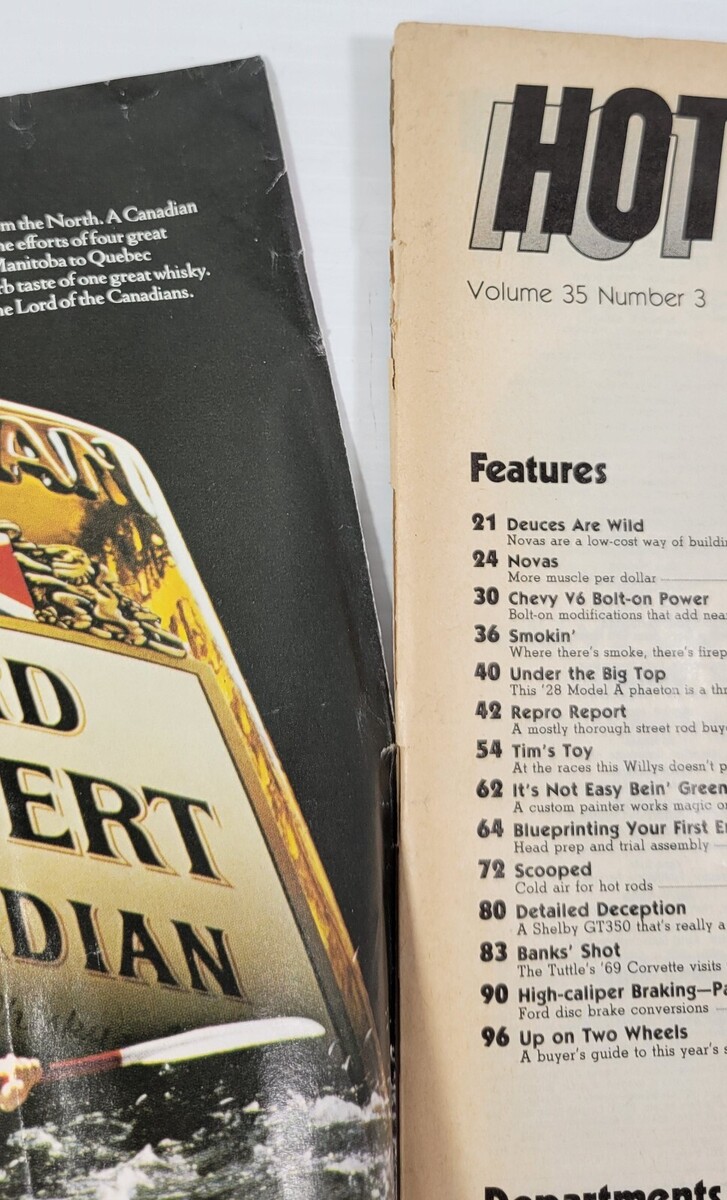 m the North. A Canadian
e efforts of four great
Manitoba to Quebec
rb taste of one great whisky.
e Lord of the Canadians.
RD
ERT
DIAN
HOT
Volume 35 Number 3
Features
21 Deuces Are Wild
Novas are a low-cost way of buildin
24 Novas
More muscle per dollar
30 Chevy V6 Bolt-on Power
Bolt-on modifications that add nea
36 Smokin'
Where there's smoke, there's firep
40 Under the Big Top
This '28 Model A phaeton is a thr
42 Repro Report
A mostly thorough street rod buy
54 Tim's Toy
At the races this Willys doesn't p
62 It's Not Easy Bein' Green
A custom painter works magic o
64 Blueprinting Your First E
Head prep and trial assembly
72 Scooped
Cold air for hot rods
80 Detailed Deception
A Shelby GT350 that's really a
83 Banks' Shot
The Tuttle's '69 Corvette visits
90 High-caliper Braking—Pa
Ford disc brake conversions
96 Up on Two Wheels
A buyer's guide to this year's s
Departments